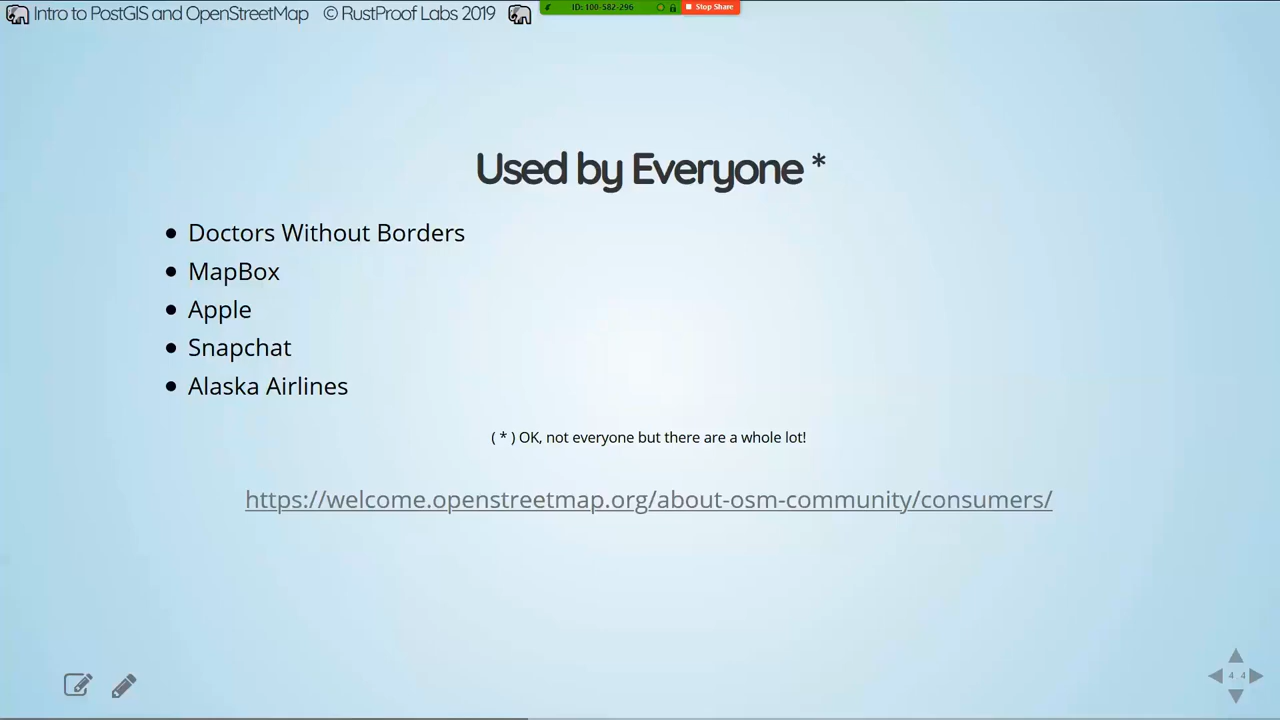 Intro to PostGIS and OpenStreetMap © RustProof Labs 2019
ID: 100-582-296 Stop Share
Used by Everyone *
Doctors Without Borders
MapBox
Apple
Snapchat
Alaska Airlines
( * ) OK, not everyone but there are a whole lot!
https://welcome.openstreetmap.org/about-osm-community/consumers/
4.4